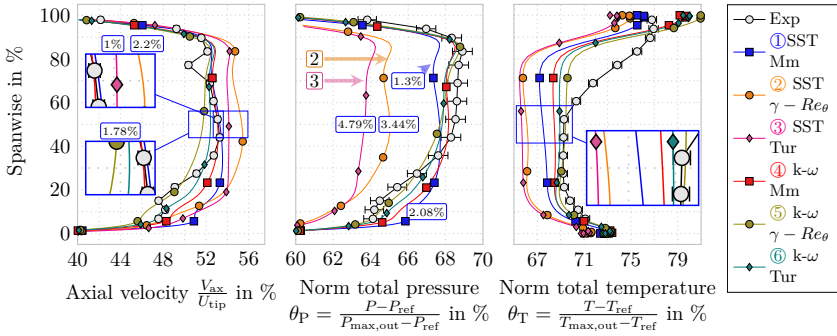 Spanwise in %
100
80
60
40
20
0
1%
2.2%
1.78%
40
44
48
52
56
Axial velocity V_ax/U_tip in %
2
3
1.3%
4.79%
3.44%
2.08%
60
62
64
66
68
70
Norm total pressure
θ_P = P−P_ref/P_max,out−P_ref in %
67
71
75
79
Norm total temperature
θ_T = T−T_ref/T_max,out−T_ref in %
Exp
①SST
Mm
② SST
γ − Re_θ
③ SST
Tur
④ k-ω
Mm
⑤ k-ω
γ − Re_θ
⑥ k-ω
Tur